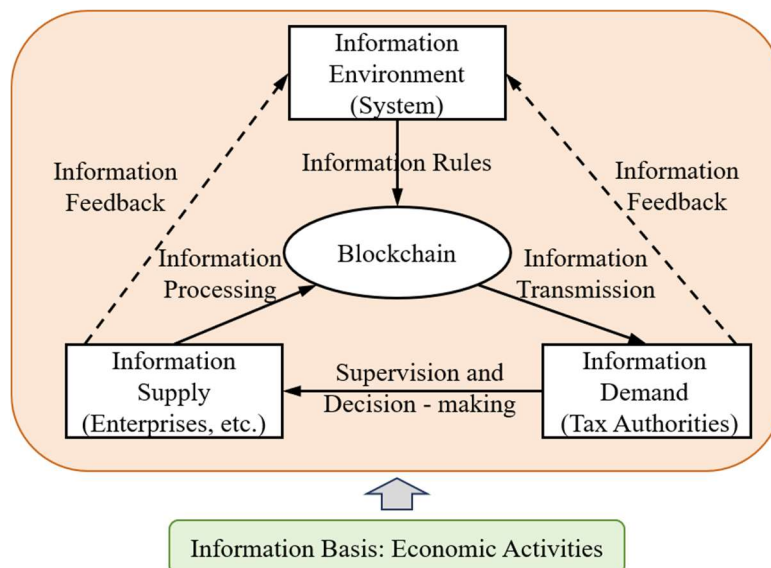 Information
Environment
(System)
Information Rules
Information
Feedback
Information
Feedback
Blockchain
Information
Processing
Information
Transmission
Information
Supply
(Enterprises, etc.)
Supervision and
Decision - making
Information
Demand
(Tax Authorities)
Information Basis: Economic Activities